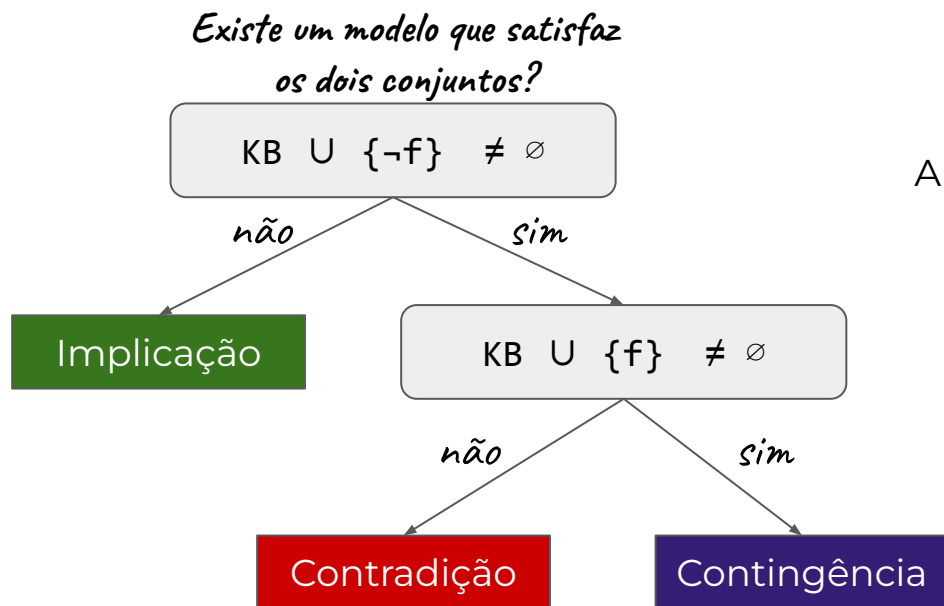 Existe um modelo que satisfaz
os dois conjuntos?
KB ∪ {¬f} ≠ ∅
A
não
sim
Implicação
KB ∪ {f} ≠ ∅
não
sim
Contradição
Contingência